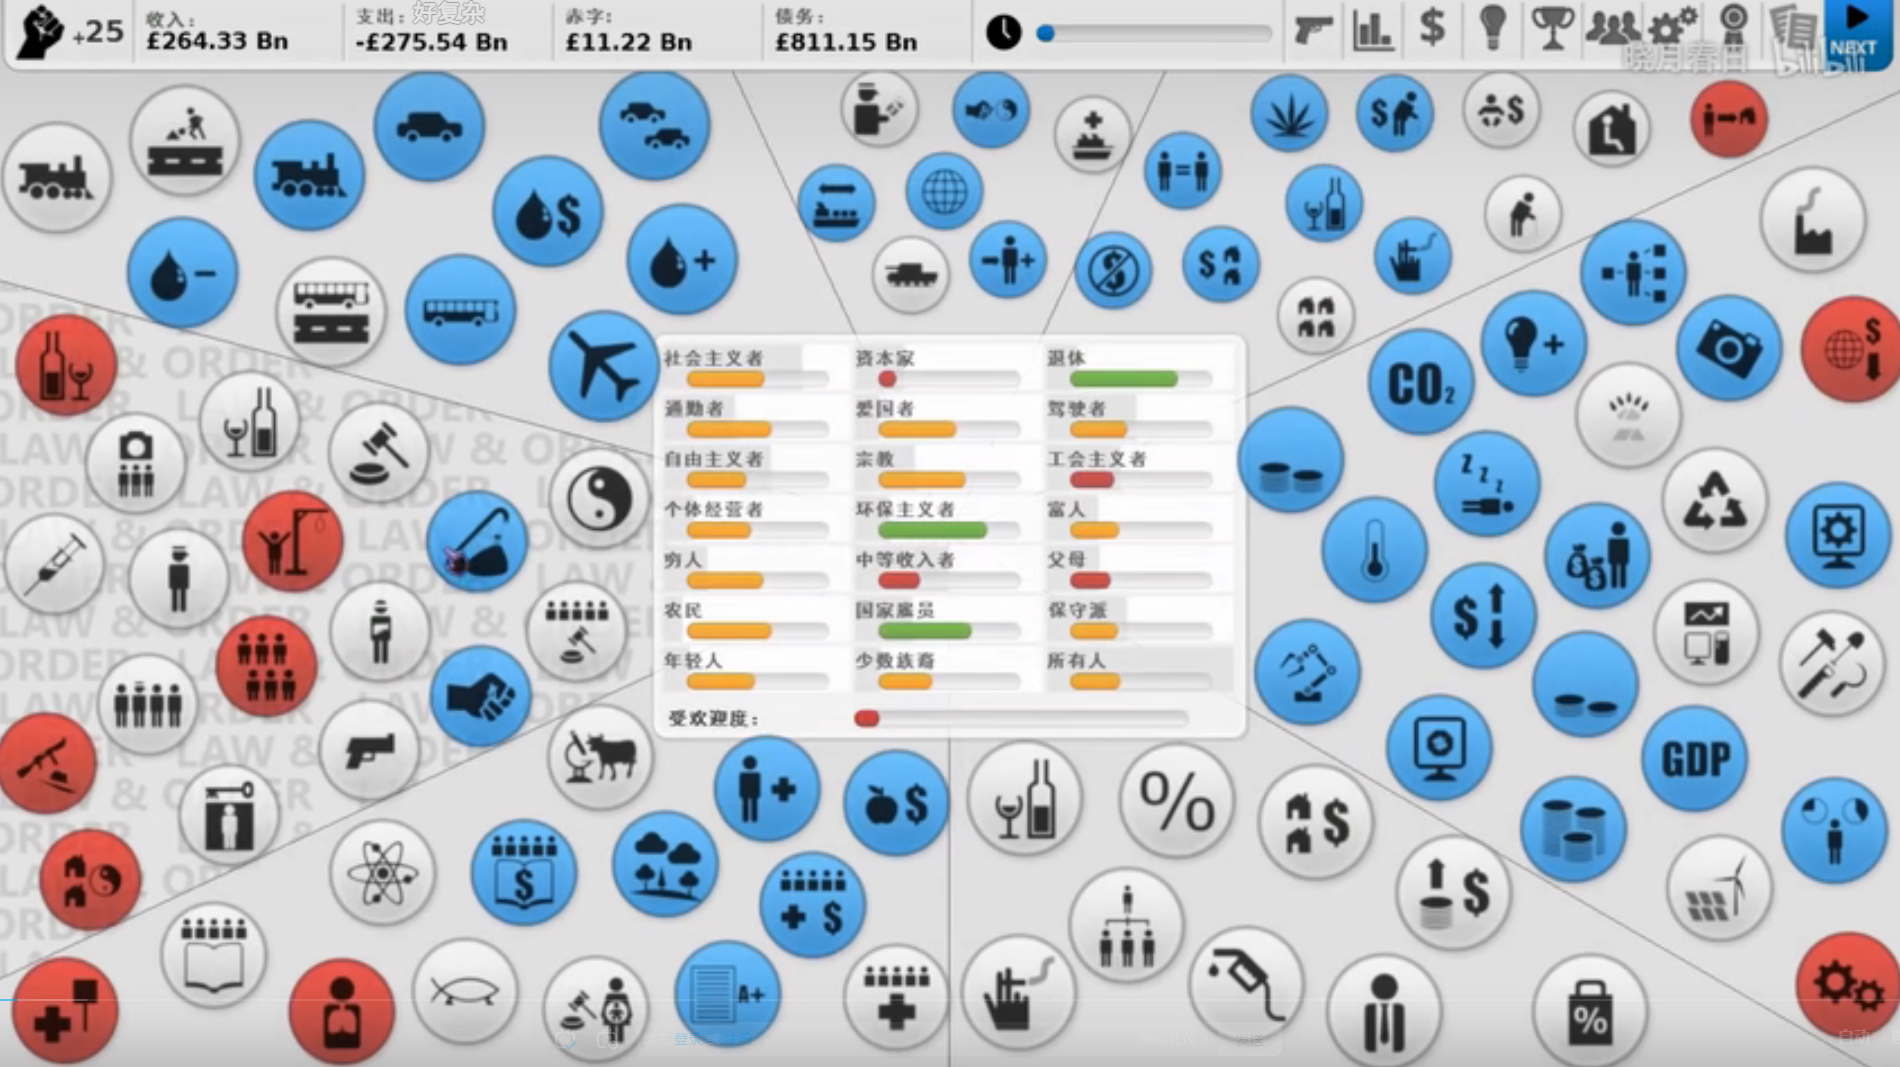 好复杂
+25
收入:
£264.33 Bn
支出:
-£275.54 Bn
赤字:
£11.22 Bn
债务:
£811.15 Bn
NEXT
晓月春日 bilibili
LAW & ORDER
社会主义者 资本家 退休
通勤者 爱国者 驾驶者
自由主义者 宗教 工会主义者
个体经营者 环保主义者 富人
穷人 中等收入者 父母
农民 国家雇员 保守派
年轻人 少数族裔 所有人
受欢迎度:
CO₂
Z Z Z
GDP
%
A+
%
自动